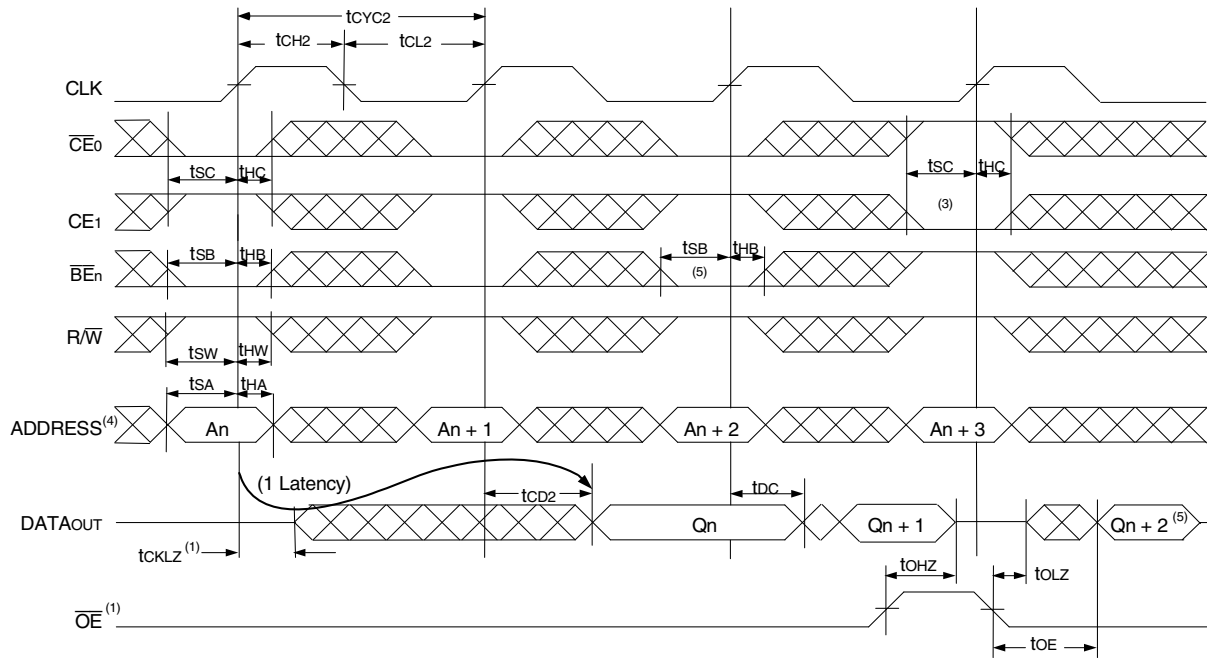 tCYC2
tCH2 tCL2
CLK
CE0
tSC tHC tSC tHC
CE1 (3)
tSB tHB tSB tHB
BEn (5)
R/W
tSW tHW
tSA tHA
ADDRESS(4) An An + 1 An + 2 An + 3
(1 Latency)
tCD2 tDC
DATAOUT Qn Qn + 1 Qn + 2 (5)
tCKLZ (1)
tOHZ tOLZ
OE (1)
tOE